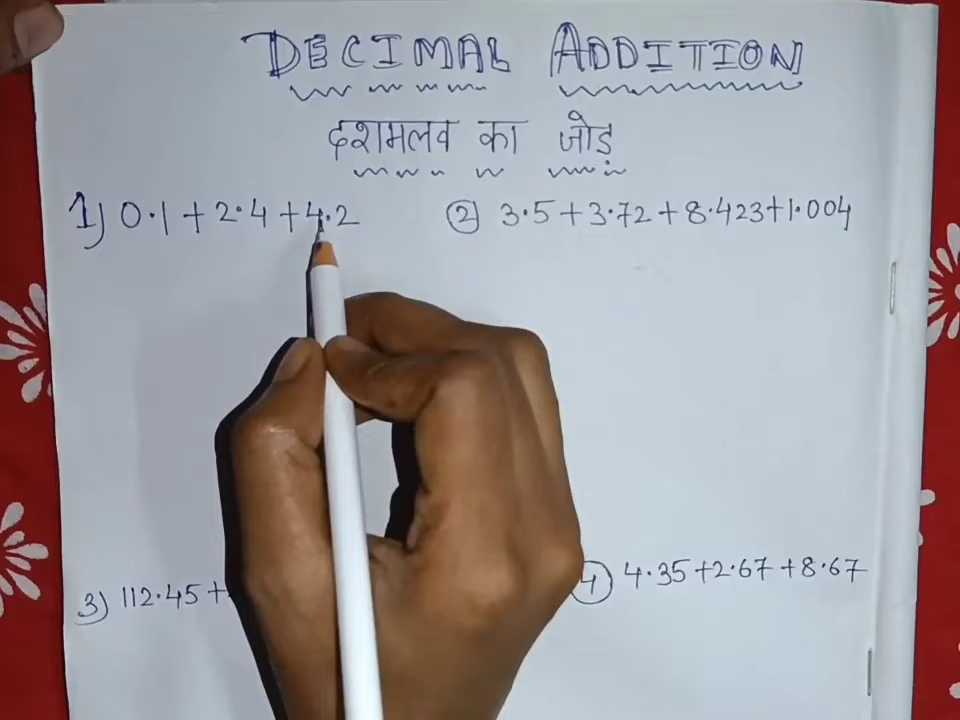 DECIMAL ADDITION
दशमलव का जोड़
1) 0.1 + 2.4 + 4.2
② 3.5 + 3.72 + 8.423 + 1.004
3) 112.45 +
④ 4.35 + 2.67 + 8.67